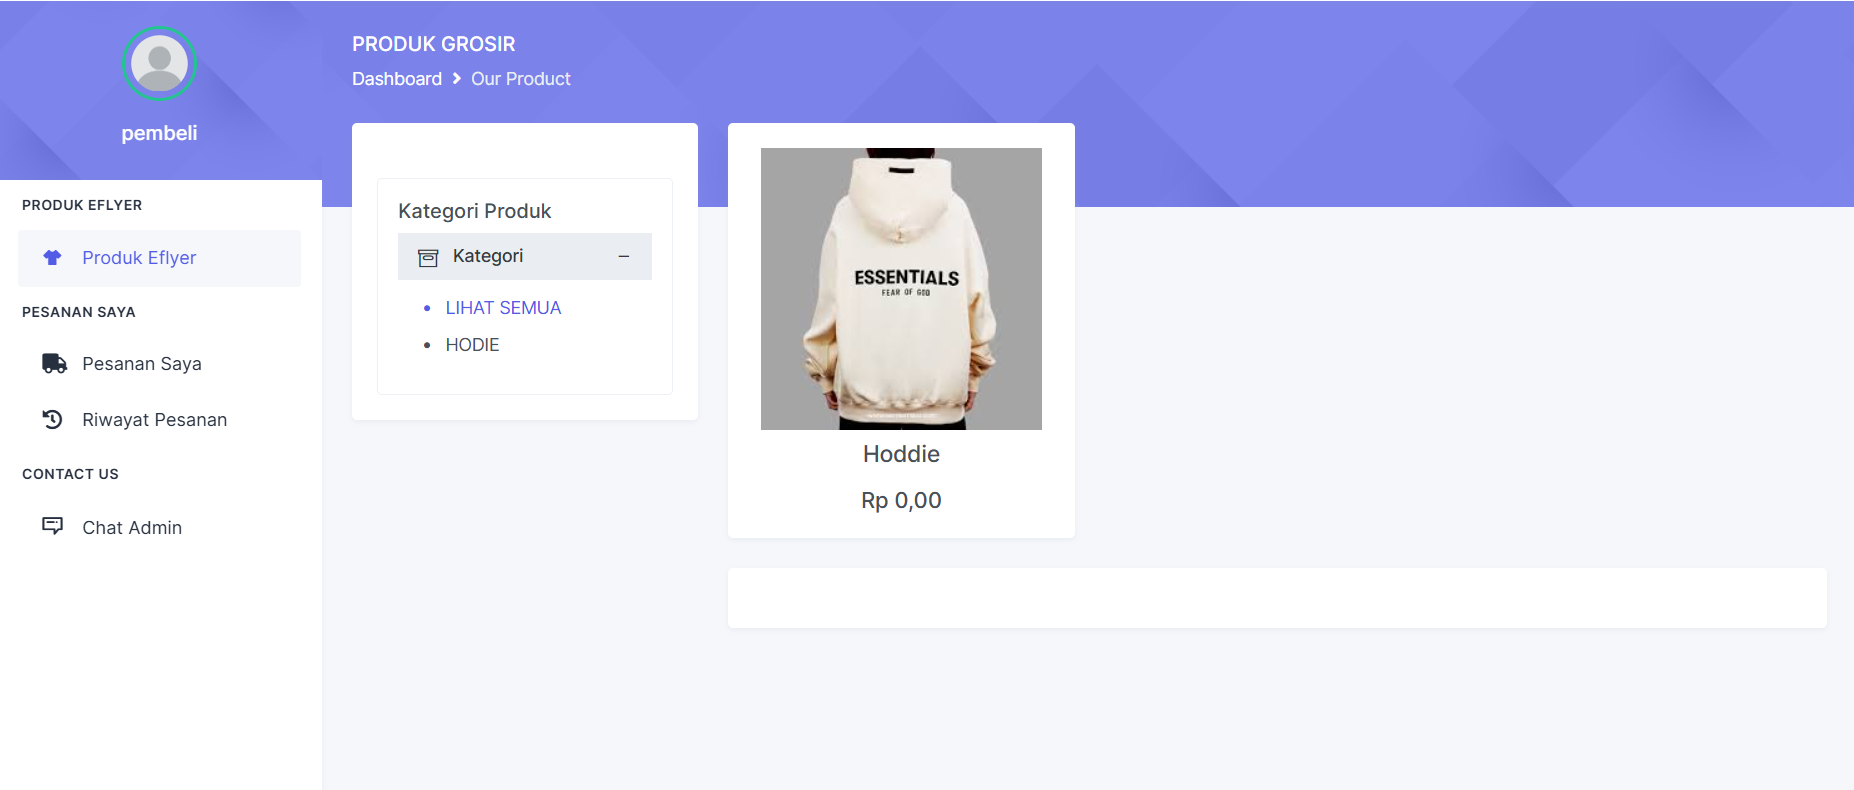 pembeli
PRODUK EFLYER
Produk Eflyer
PESANAN SAYA
Pesanan Saya
Riwayat Pesanan
CONTACT US
Chat Admin
PRODUK GROSIR
Dashboard > Our Product
Kategori Produk
Kategori
• LIHAT SEMUA
• HODIE
ESSENTIALS
FEAR OF GOD
Hoddie
Rp 0,00